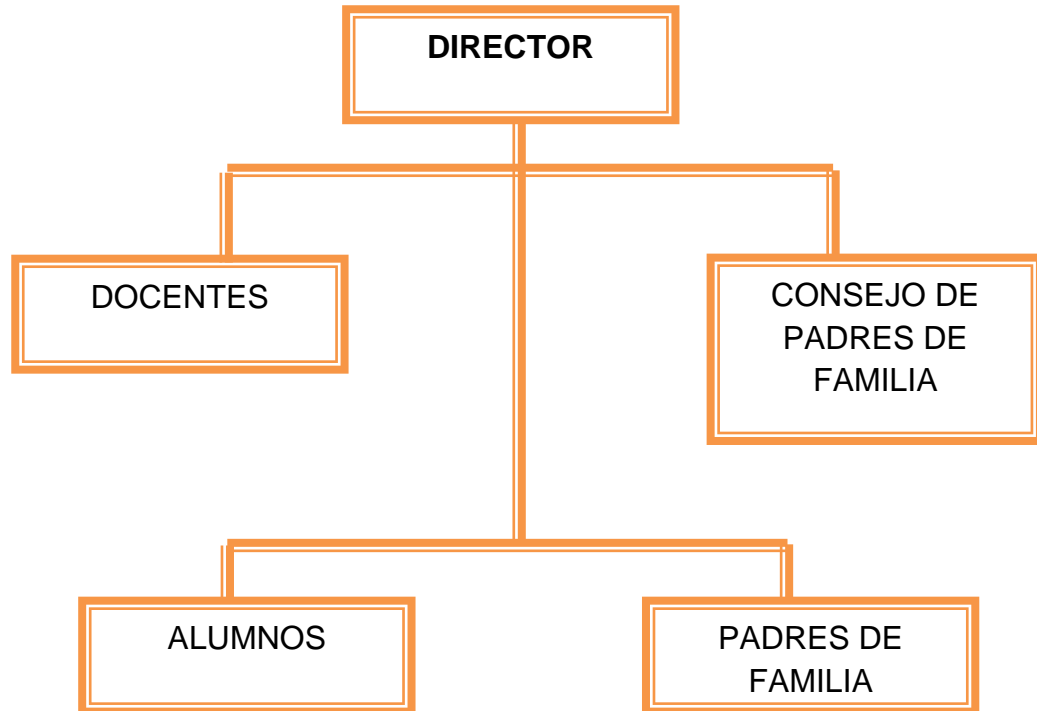 DIRECTOR
DOCENTES
CONSEJO DE
PADRES DE
FAMILIA
ALUMNOS
PADRES DE
FAMILIA